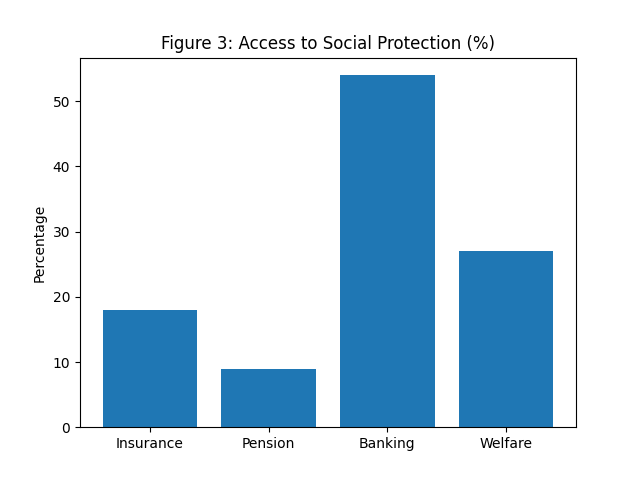 Figure 3: Access to Social Protection (%)
Percentage
50
40
30
20
10
0
Insurance Pension Banking Welfare